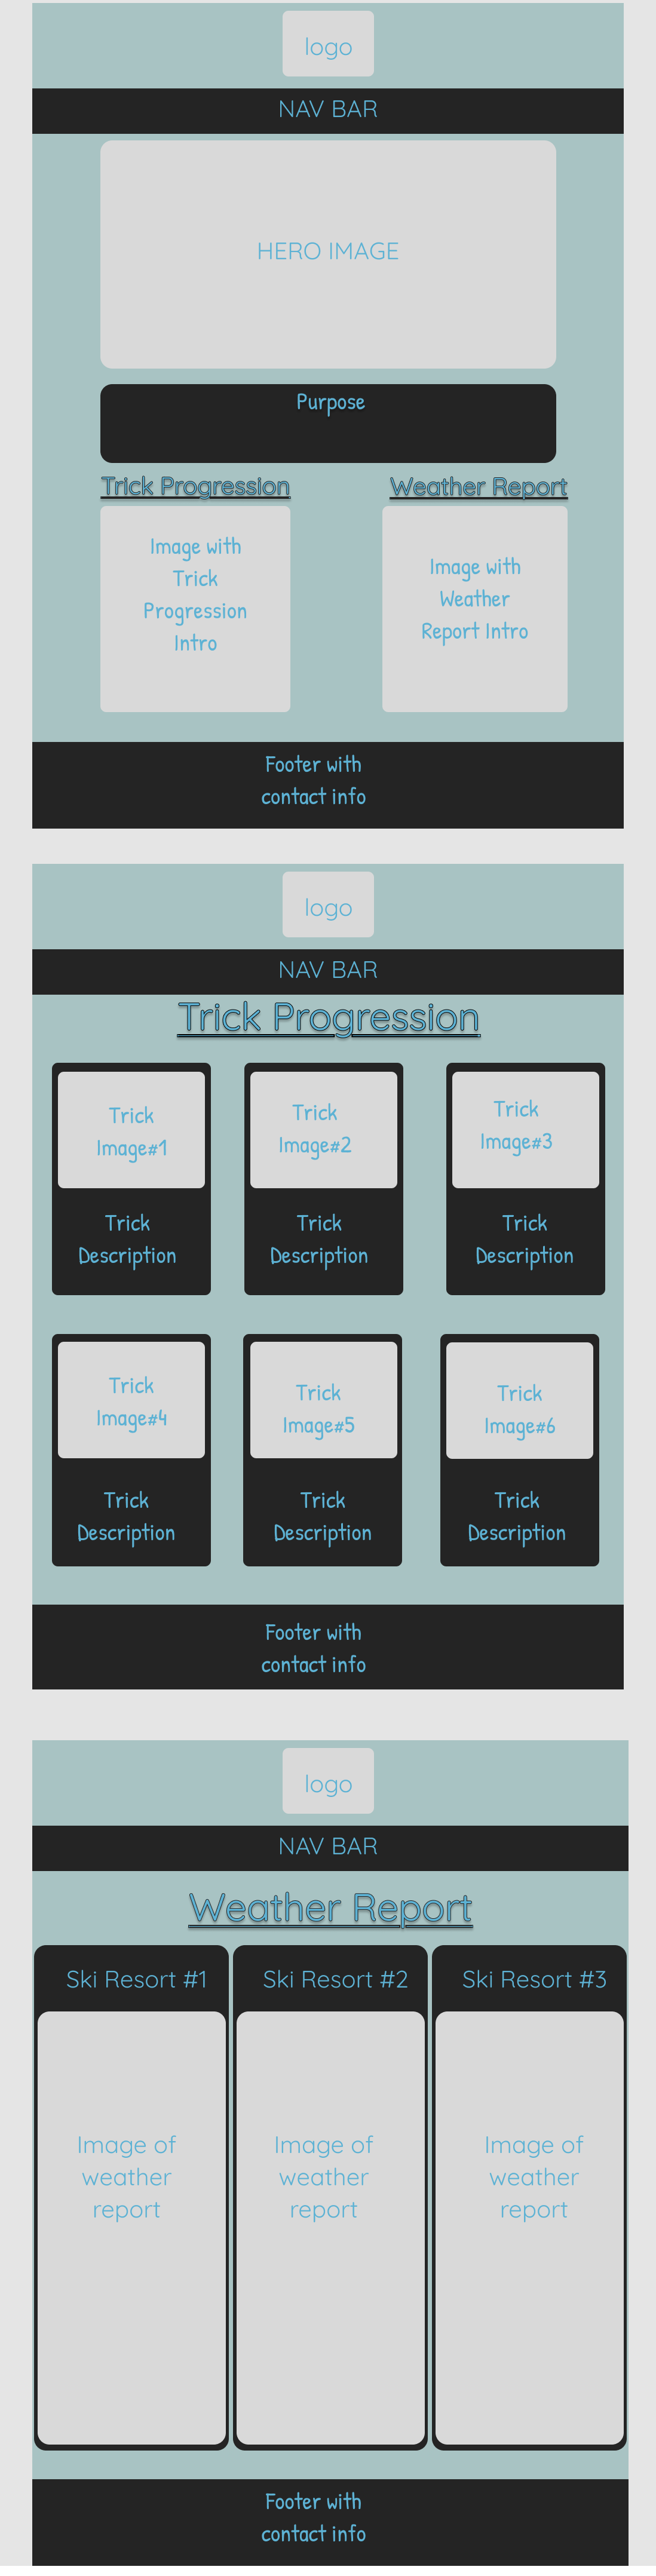 logo
NAV BAR
HERO IMAGE
Purpose
Trick Progression
Weather Report
Image with
Trick
Progression
Intro
Image with
Weather
Report Intro
Footer with
contact info
logo
NAV BAR
Trick Progression
Trick
Image#1
Trick
Image#2
Trick
Image#3
Trick
Description
Trick
Description
Trick
Description
Trick
Image#4
Trick
Image#5
Trick
Image#6
Trick
Description
Trick
Description
Trick
Description
Footer with
contact info
logo
NAV BAR
Weather Report
Ski Resort #1
Ski Resort #2
Ski Resort #3
Image of
weather
report
Image of
weather
report
Image of
weather
report
Footer with
contact info